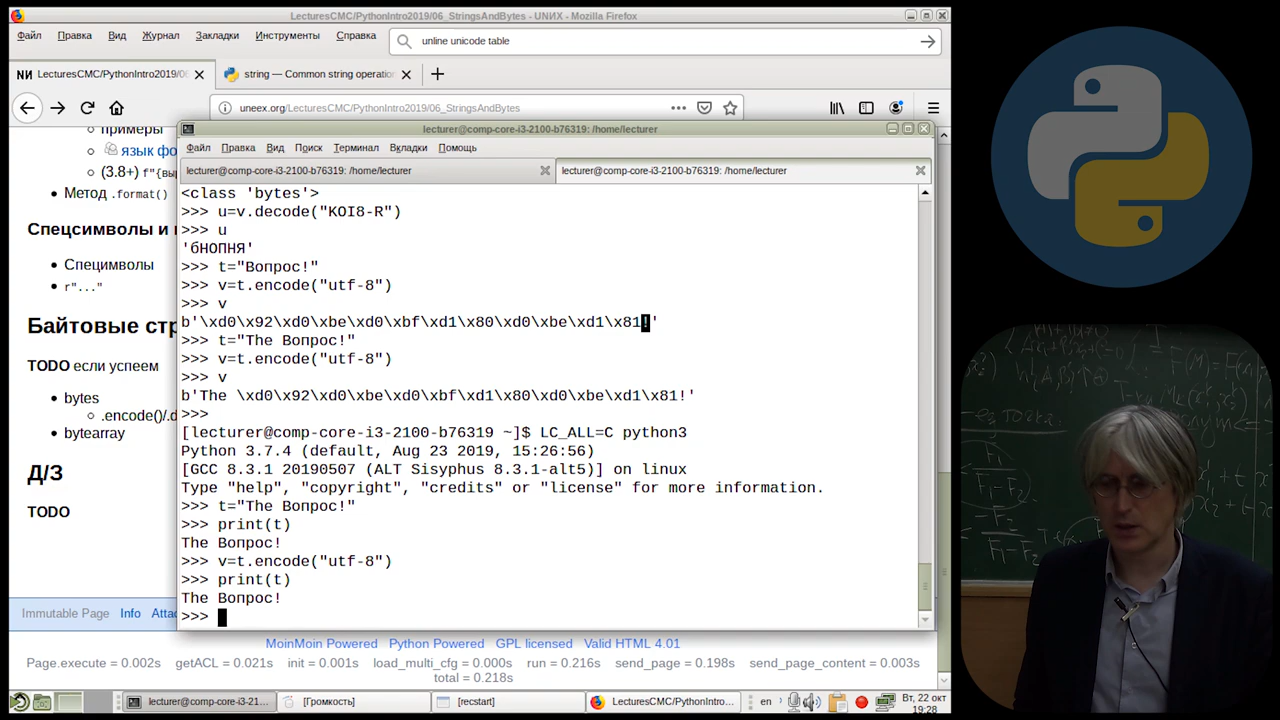 LecturesCMC/PythonIntro2019/06_StringsAndBytes - UNИX - Mozilla Firefox
Файл Правка Вид Журнал Закладки Инструменты Справка
unline unicode table
LecturesCMC/PythonIntro2019/06
string — Common string operatio
uneex.org/LecturesCMC/PythonIntro2019/06_StringsAndBytes
примеры
язык фо
(3.8+) f"{выр
Метод .format()
Спецсимволы и
Специмволы
r"..."
Байтовые стр
TODO если успеем
bytes
.encode()/.d
bytearray
Д/З
TODO
Immutable Page Info Attac
lecturer@comp-core-i3-2100-b76319: /home/lecturer
Файл Правка Вид Поиск Терминал Вкладки Помощь
lecturer@comp-core-i3-2100-b76319: /home/lecturer
lecturer@comp-core-i3-2100-b76319: /home/lecturer
<class 'bytes'>
>>> u=v.decode("KOI8-R")
>>> u
'бНОПНЯ'
>>> t="Вопрос!"
>>> v=t.encode("utf-8")
>>> v
b'\xd0\x92\xd0\xbe\xd0\xbf\xd1\x80\xd0\xbe\xd1\x81!'
>>> t="The Вопрос!"
>>> v=t.encode("utf-8")
>>> v
b'The \xd0\x92\xd0\xbe\xd0\xbf\xd1\x80\xd0\xbe\xd1\x81!'
>>>
[lecturer@comp-core-i3-2100-b76319 ~]$ LC_ALL=C python3
Python 3.7.4 (default, Aug 23 2019, 15:26:56)
[GCC 8.3.1 20190507 (ALT Sisyphus 8.3.1-alt5)] on linux
Type "help", "copyright", "credits" or "license" for more information.
>>> t="The Вопрос!"
>>> print(t)
The Вопрос!
>>> v=t.encode("utf-8")
>>> print(t)
The Вопрос!
>>>
MoinMoin Powered Python Powered GPL licensed Valid HTML 4.01
Page.execute = 0.002s getACL = 0.021s init = 0.001s load_multi_cfg = 0.000s run = 0.216s send_page = 0.198s send_page_content = 0.003s
total = 0.218s
lecturer@comp-core-i3-21...
[Громкость]
[recstart]
LecturesCMC/PythonIntro...
en
Вт, 22 окт
19:28